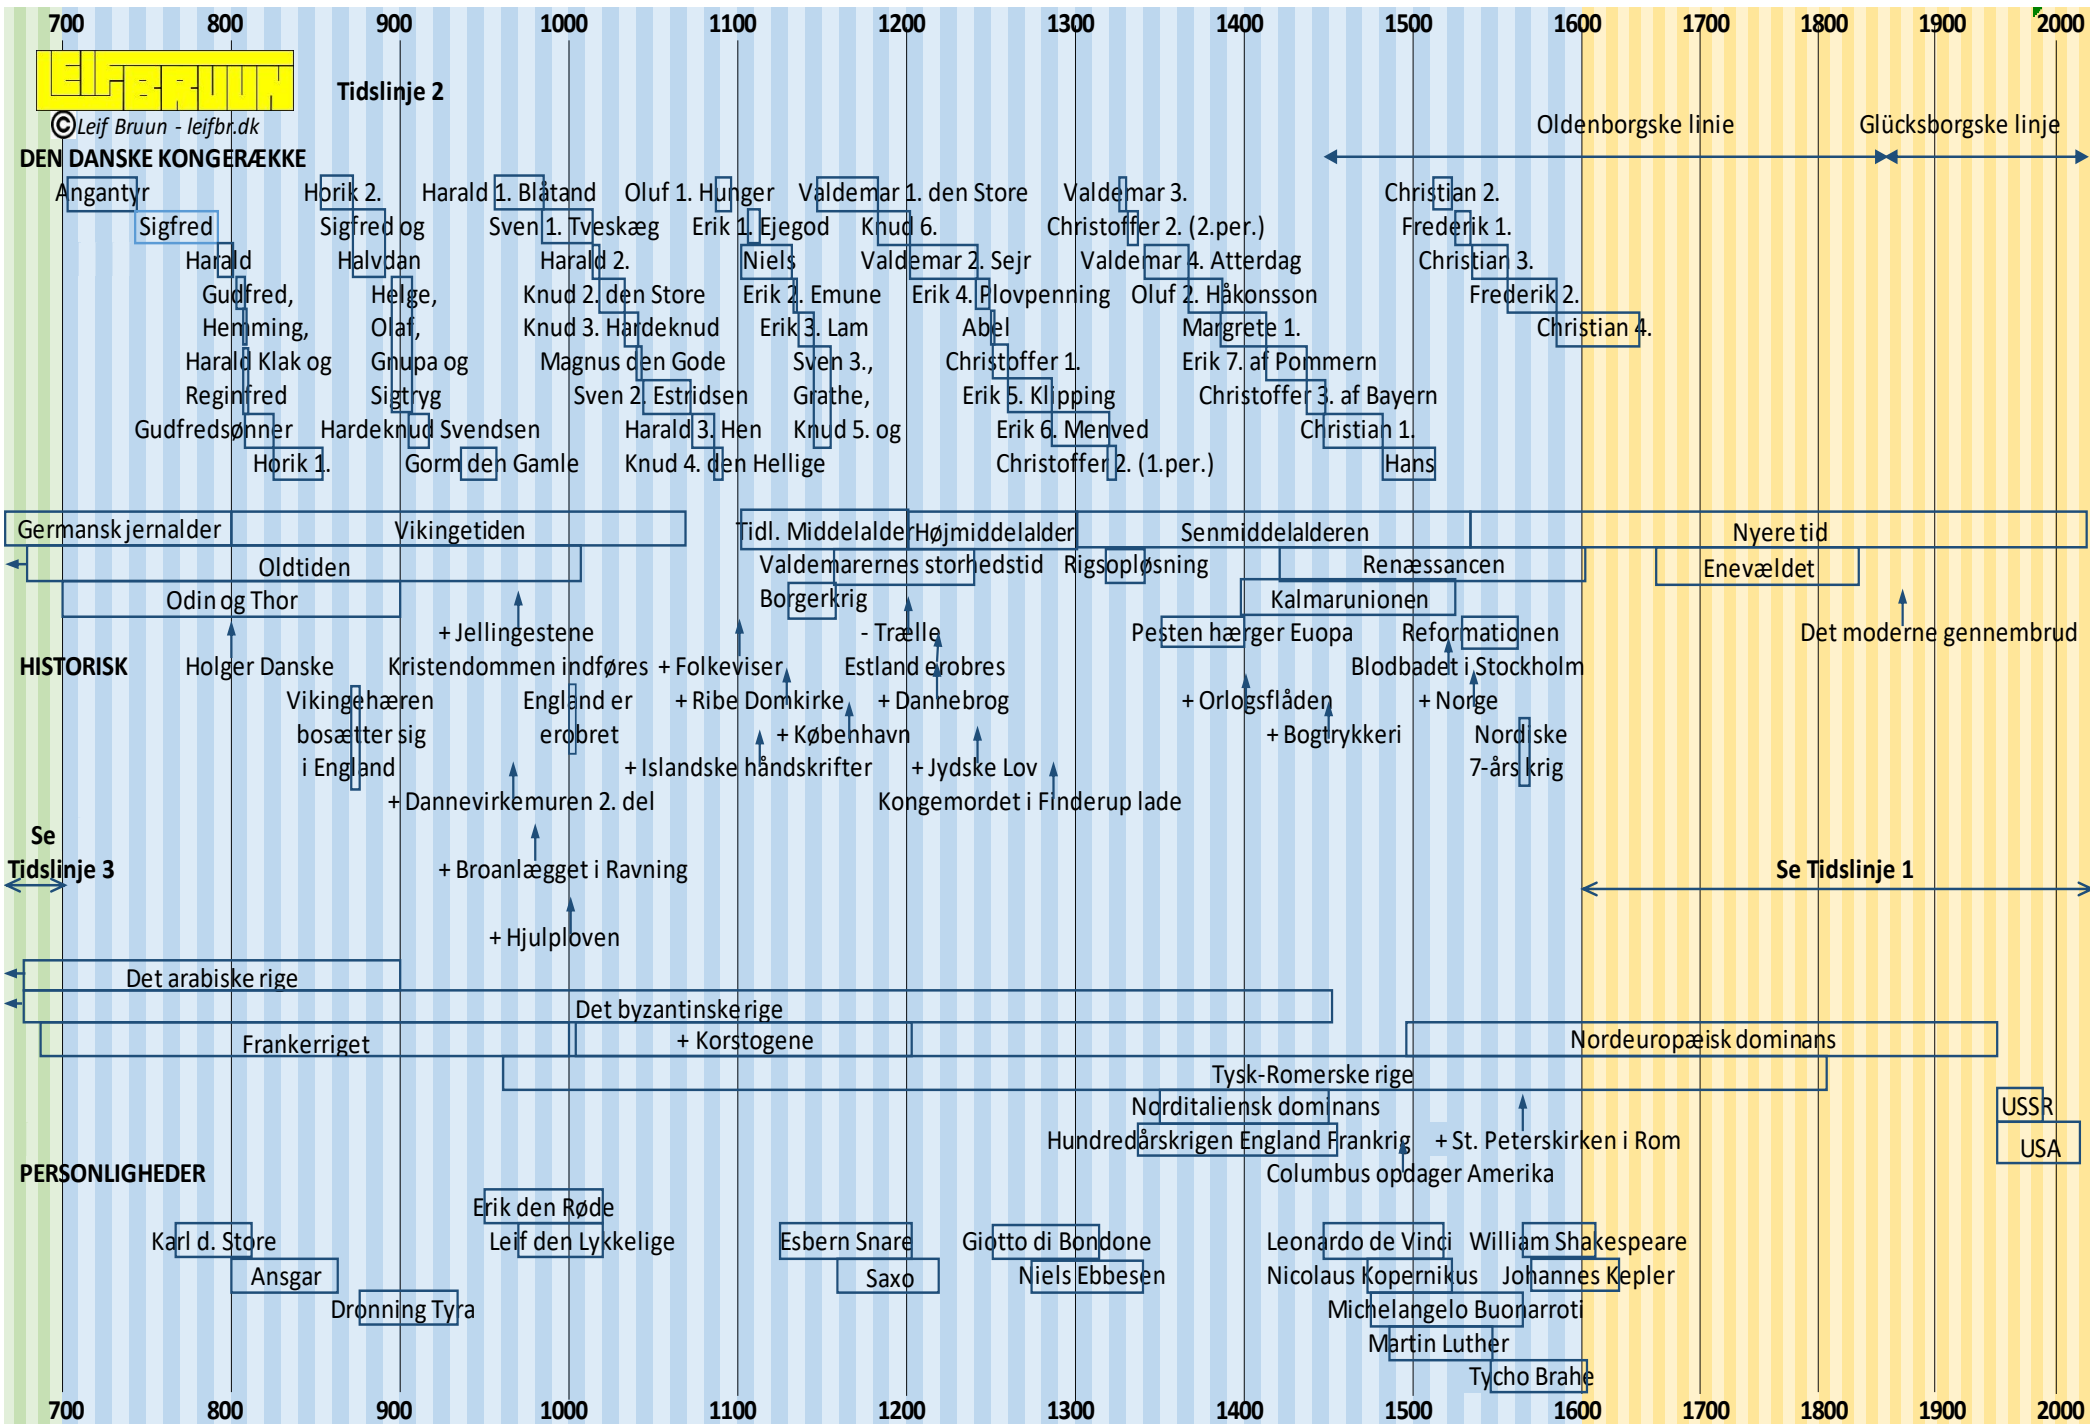 700 800 900 1000 1100 1200 1300 1400 1500 1600 1700 1800 1900 2000
LEIF BRUUN
Tidslinje 2
©Leif Bruun - leifbr.dk
Oldenborgske linie Glücksborgske linje
DEN DANSKE KONGERÆKKE
Angantyr Horik 2. Harald 1. Blåtand Oluf 1. Hunger Valdemar 1. den Store Valdemar 3. Christian 2.
Sigfred Sigfred og Sven 1. Tveskæg Erik 1. Ejegod Knud 6. Christoffer 2. (2.per.) Frederik 1.
Harald Halvdan Harald 2. Niels Valdemar 2. Sejr Valdemar 4. Atterdag Christian 3.
Gudfred, Helge, Knud 2. den Store Erik 2. Emune Erik 4. Plovpenning Oluf 2. Håkonsson Frederik 2.
Hemming, Olaf, Knud 3. Hardeknud Erik 3. Lam Abel Margrete 1. Christian 4.
Harald Klak og Gnupa og Magnus den Gode Sven 3., Christoffer 1. Erik 7. af Pommern
Reginfred Sigtryg Sven 2. Estridsen Grathe, Erik 5. Klipping Christoffer 3. af Bayern
Gudfredsønner Hardeknud Svendsen Harald 3. Hen Knud 5. og Erik 6. Menved Christian 1.
Horik 1. Gorm den Gamle Knud 4. den Hellige Christoffer 2. (1.per.) Hans
Germansk jernalder Vikingetiden Tidl. Middelalder Højmiddelalder Senmiddelalderen Nyere tid
Oldtiden Valdemarernes storhedstid Rigsopløsning Renæssancen Enevældet
Odin og Thor Borgerkrig Kalmarunionen
+ Jellingestene - Trælle Pesten hærger Euopa Reformationen Det moderne gennembrud
HISTORISK Holger Danske Kristendommen indføres + Folkeviser Estland erobres Blodbadet i Stockholm
Vikingehæren England er + Ribe Domkirke + Dannebrog + Orlogsflåden + Norge
bosætter sig erobret + København + Bogtrykkeri Nordiske
i England + Islandske håndskrifter + Jydske Lov 7-års krig
+ Dannevirkemuren 2. del Kongemordet i Finderup lade
Se
Tidslinje 3 + Broanlægget i Ravning Se Tidslinje 1
+ Hjulploven
Det arabiske rige
Det byzantinske rige
Frankerriget + Korstogene Nordeuropæisk dominans
Tysk-Romerske rige
Norditaliensk dominans USSR
Hundredårskrigen England Frankrig + St. Peterskirken i Rom USA
PERSONLIGHEDER Columbus opdager Amerika
Erik den Røde
Karl d. Store Leif den Lykkelige Esbern Snare Giotto di Bondone Leonardo de Vinci William Shakespeare
Ansgar Saxo Niels Ebbesen Nicolaus Kopernikus Johannes Kepler
Dronning Tyra Michelangelo Buonarroti
Martin Luther
Tycho Brahe
700 800 900 1000 1100 1200 1300 1400 1500 1600 1700 1800 1900 2000